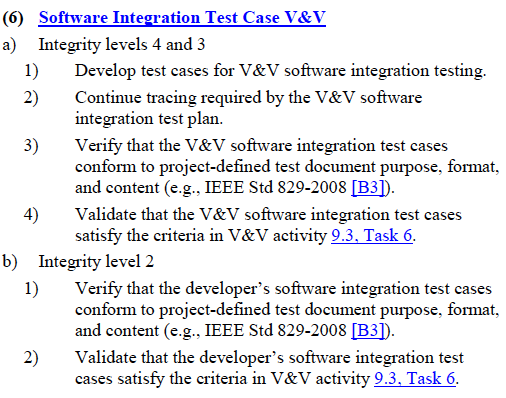 (6) Software Integration Test Case V&V
a) Integrity levels 4 and 3
1) Develop test cases for V&V software integration testing.
2) Continue tracing required by the V&V software
integration test plan.
3) Verify that the V&V software integration test cases
conform to project-defined test document purpose, format,
and content (e.g., IEEE Std 829-2008 [B3]).
4) Validate that the V&V software integration test cases
satisfy the criteria in V&V activity 9.3, Task 6.
b) Integrity level 2
1) Verify that the developer’s software integration test cases
conform to project-defined test document purpose, format,
and content (e.g., IEEE Std 829-2008 [B3]).
2) Validate that the developer’s software integration test
cases satisfy the criteria in V&V activity 9.3, Task 6.